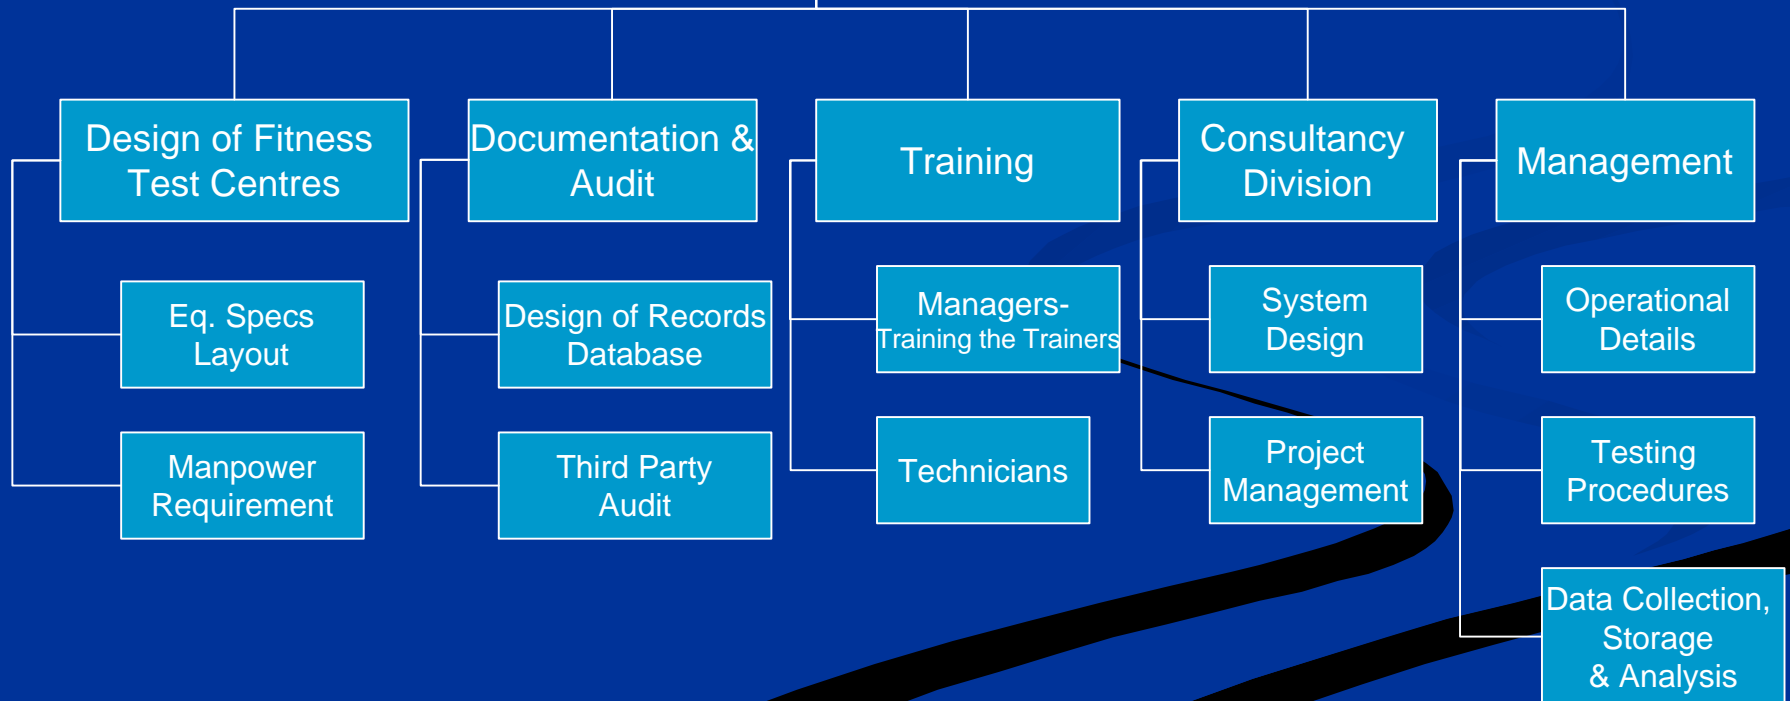 Design of Fitness
Test Centres
Documentation &
Audit
Training
Consultancy
Division
Management
Eq. Specs
Layout
Design of Records
Database
Managers-
Training the Trainers
System
Design
Operational
Details
Manpower
Requirement
Third Party
Audit
Technicians
Project
Management
Testing
Procedures
Data Collection,
Storage
& Analysis